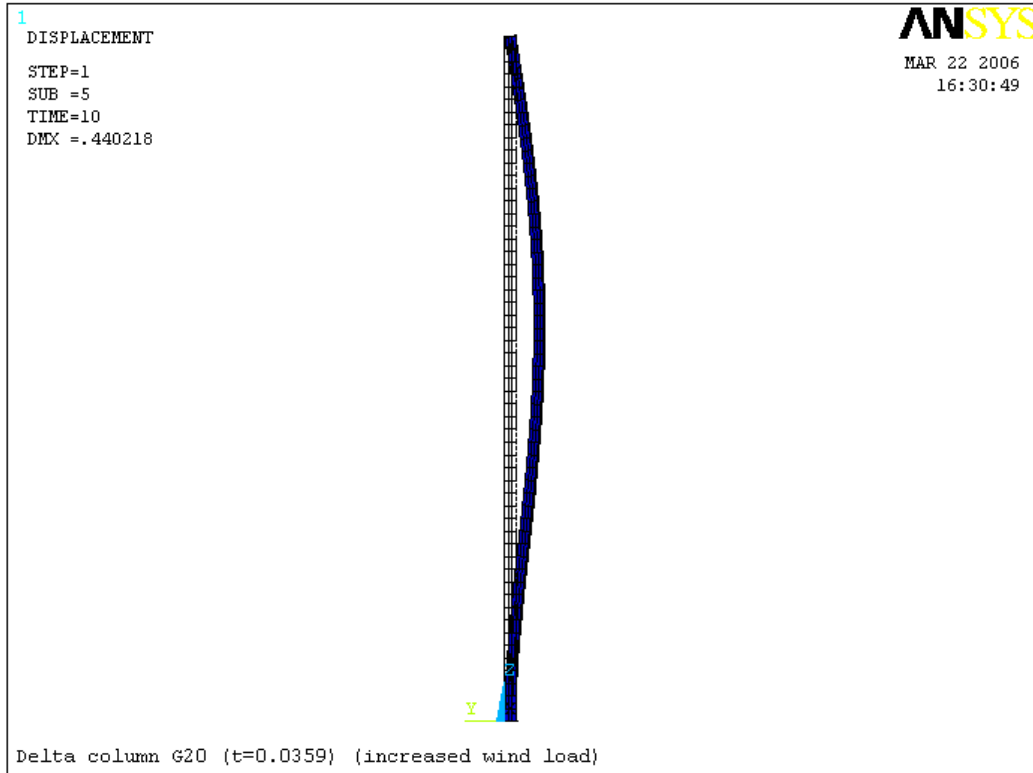 1
DISPLACEMENT
STEP=1
SUB =5
TIME=10
DMX =.440218
ANSYS
MAR 22 2006
16:30:49
Z
Y
Delta column G20 (t=0.0359) (increased wind load)